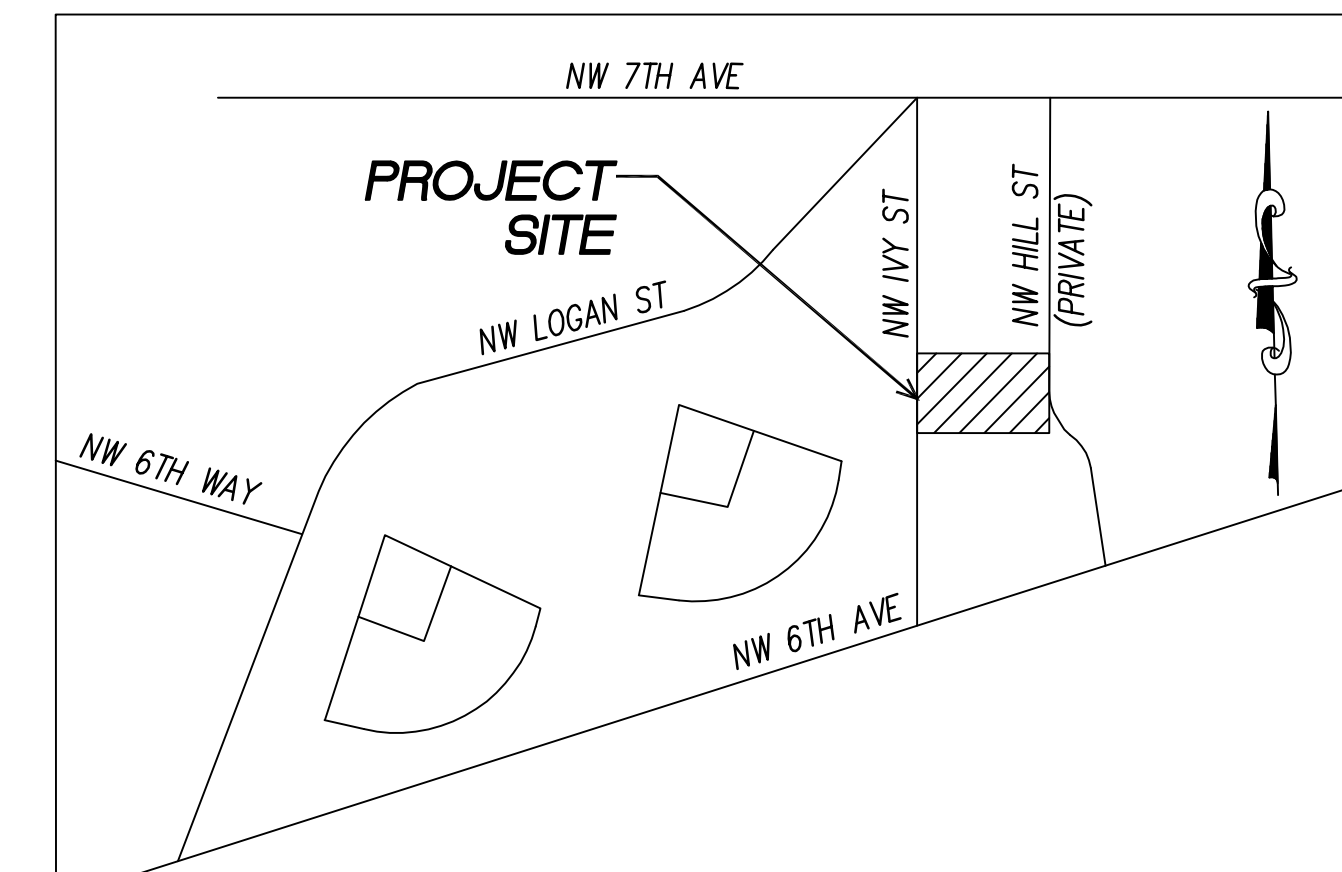 NW 7TH AVE
PROJECT
SITE
NW IVY ST
NW HILL ST
(PRIVATE)
NW LOGAN ST
NW 6TH WAY
NW 6TH AVE